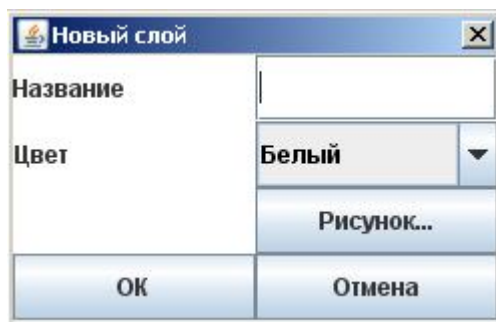 Новый слой
Название
Цвет
Белый
Рисунок...
ОК
Отмена